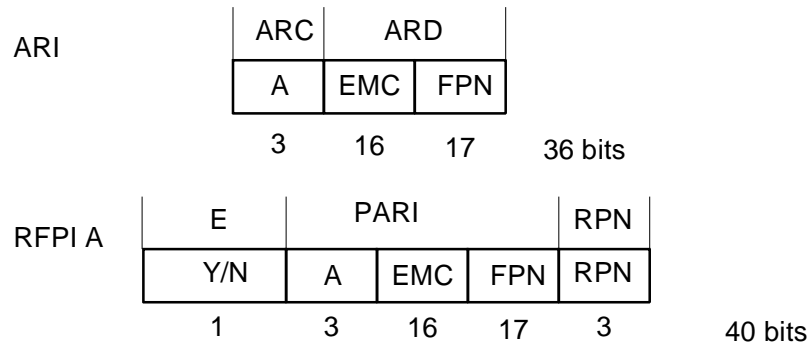 ARC ARD
ARI
A EMC FPN
3 16 17 36 bits
E PARI RPN
RFPI A
Y/N A EMC FPN RPN
1 3 16 17 3 40 bits